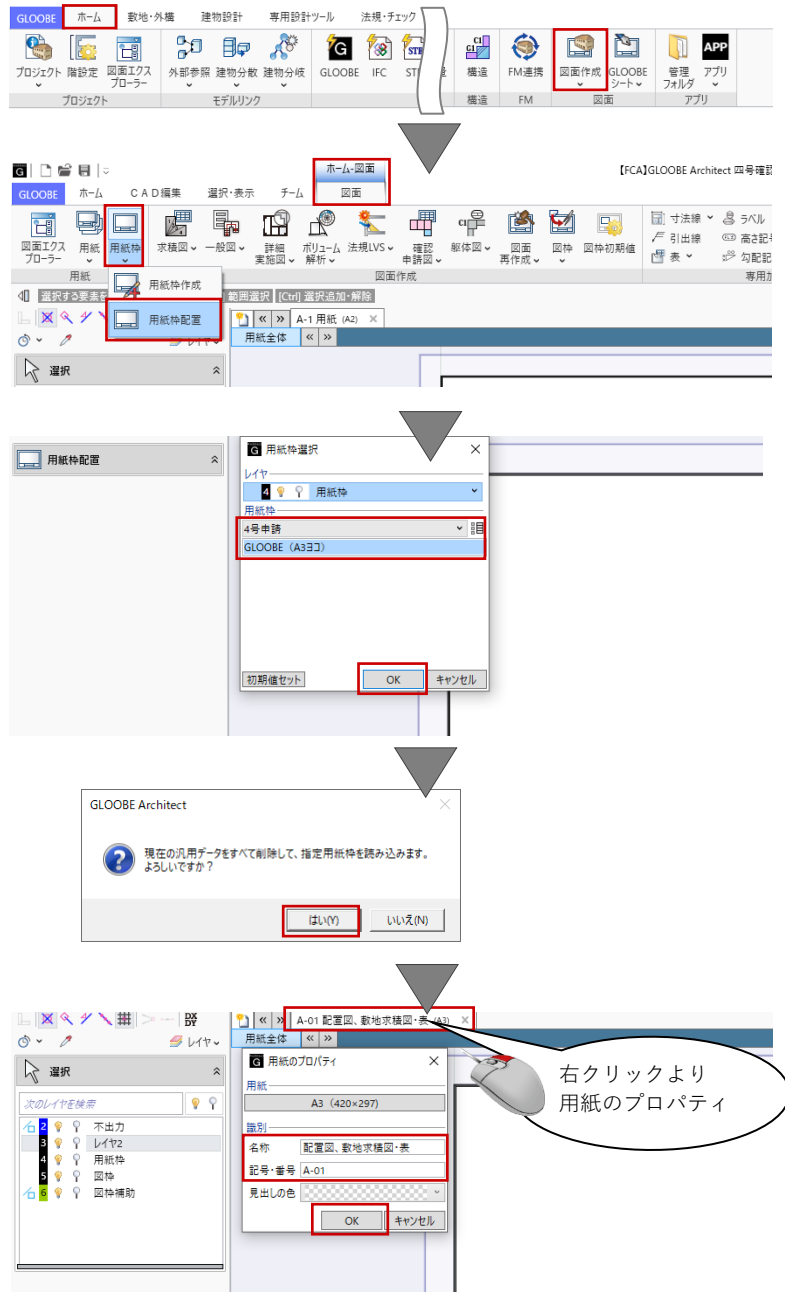 GLOOBE ホーム 敷地・外構 建物設計 専用設計ツール 法規・チェック
G IFC ST CI
プロジェクト 階設定 図面エクスプローラー 外部参照 建物分散 建物分岐 GLOOBE IFC ST 構造 FM連携 図面作成 GLOOBEシート 管理フォルダ アプリ
APP
プロジェクト モデルリンク 構造 FM 図面 アプリ
ホーム-図面 【FCA】GLOOBE Architect 四号確認
GLOOBE ホーム ＣＡＤ編集 選択・表示 チーム 図面
図面エクスプローラー 用紙 用紙枠 求積図 一般図 詳細実施図 ボリューム解析 法規LVS 確認申請図 躯体図 図面再作成 図枠 図枠初期値
寸法線 ラベル
引出線 高さ記号
表 勾配記
用紙 図面作成 専用
用紙枠作成
用紙枠配置
選択する要素を 範囲選択 [Ctrl] 選択追加・解除
A-1 用紙 (A2)
レイヤ 用紙全体
選択
用紙枠配置
用紙枠選択
レイヤ
4 用紙枠
用紙枠
4号申請
GLOOBE（A3ヨコ）
初期値セット OK キャンセル
GLOOBE Architect
現在の汎用データをすべて削除して、指定用紙枠を読み込みます。
よろしいですか？
はい(Y) いいえ(N)
DX
DY
A-01 配置図、敷地求積図・表 (A3)
レイヤ 用紙全体
選択
次のレイヤを検索
2 不出力
3 レイヤ2
4 用紙枠
5 図枠
6 図枠補助
用紙のプロパティ
用紙
A3（420×297）
識別
名称 配置図、敷地求積図・表
記号・番号 A-01
見出しの色
OK キャンセル
右クリックより
用紙のプロパティ